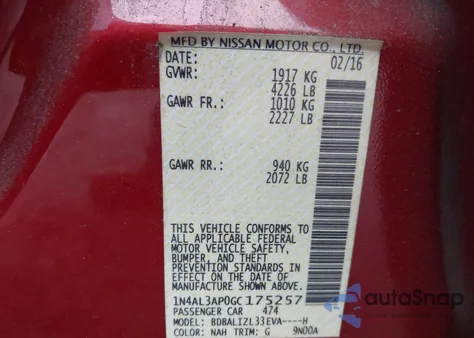 MFD BY NISSAN MOTOR CO., LTD.
DATE: 02/16
GVWR: 1917 KG
4226 LB
GAWR FR.: 1010 KG
2227 LB
GAWR RR.: 940 KG
2072 LB
THIS VEHICLE CONFORMS TO
ALL APPLICABLE FEDERAL
MOTOR VEHICLE SAFETY,
BUMPER, AND THEFT
PREVENTION STANDARDS IN
EFFECT ON THE DATE OF
MANUFACTURE SHOWN ABOVE.
1N4AL3AP0GC175257
PASSENGER CAR 474
MODEL: BDBALIZL33EVA----H
COLOR: NAH TRIM: G 9N00A
autoSnap